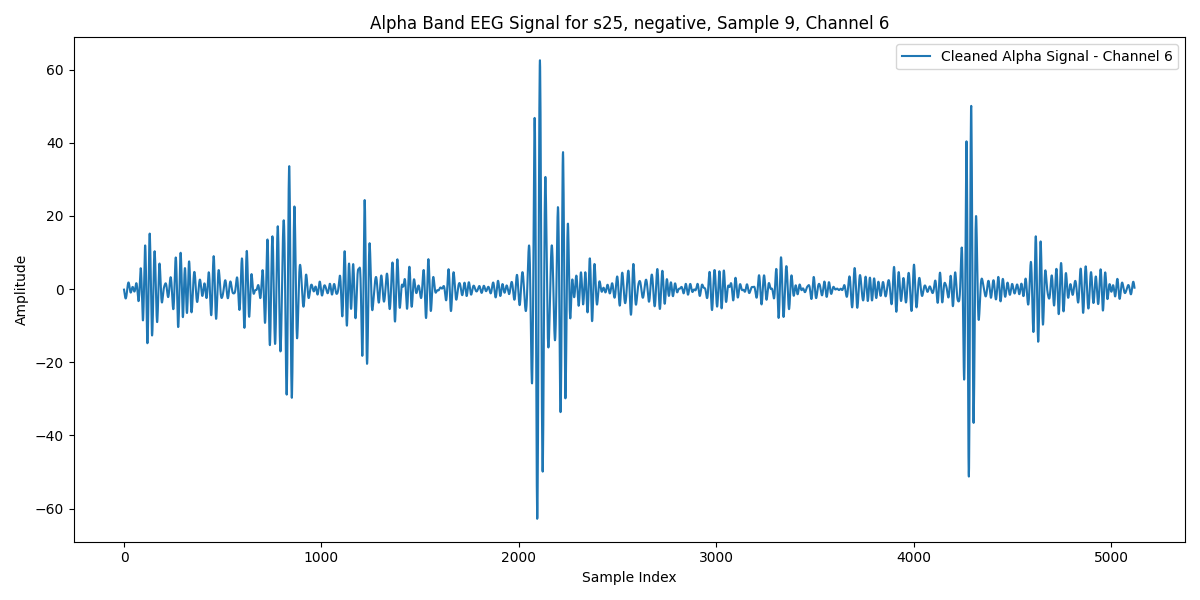 Alpha Band EEG Signal for s25, negative, Sample 9, Channel 6
Cleaned Alpha Signal - Channel 6
60
40
20
0
−20
−40
−60
Amplitude
0 1000 2000 3000 4000 5000
Sample Index